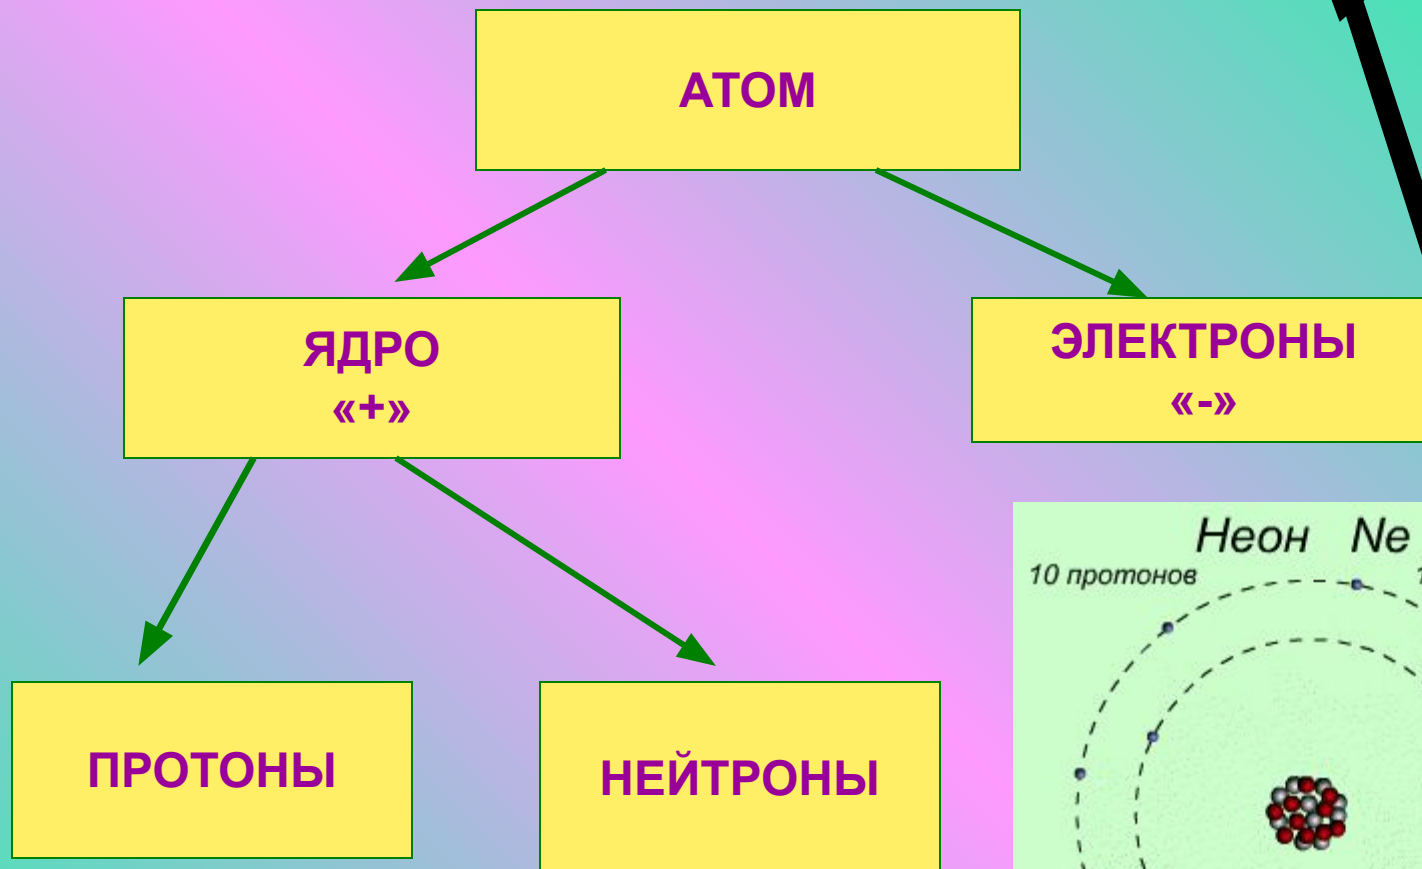 АТОМ
ЯДРО
«+»
ЭЛЕКТРОНЫ
«-»
ПРОТОНЫ
НЕЙТРОНЫ
Неон Ne
10 протонов